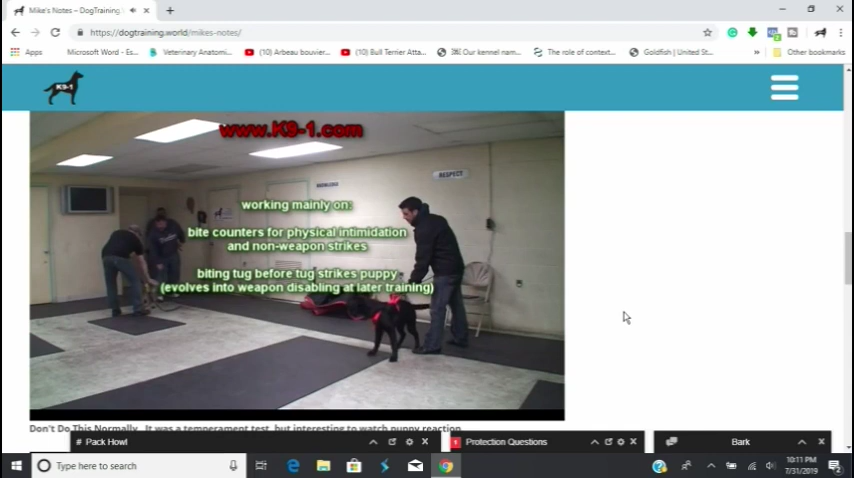 Mike's Notes – DogTraining.
https://dogtraining.world/mikes-notes/
Apps
Microsoft Word - Es...
Veterinary Anatomi...
(10) Arbeau bouvier...
(10) Bull Terrier Atta...
Our kennel nam...
The role of context...
Goldfish | United St...
Other bookmarks
K9-1
www.K9-1.com
RESPECT
working mainly on:
bite counters for physical intimidation
and non-weapon strikes
biting tug before tug strikes puppy
(evolves into weapon disabling at later training)
Don't Do This Normally. It was a temperament test, but interesting to watch puppy reaction
# Pack Howl
1 Protection Questions
Bark
Type here to search
10:11 PM
7/31/2019
2